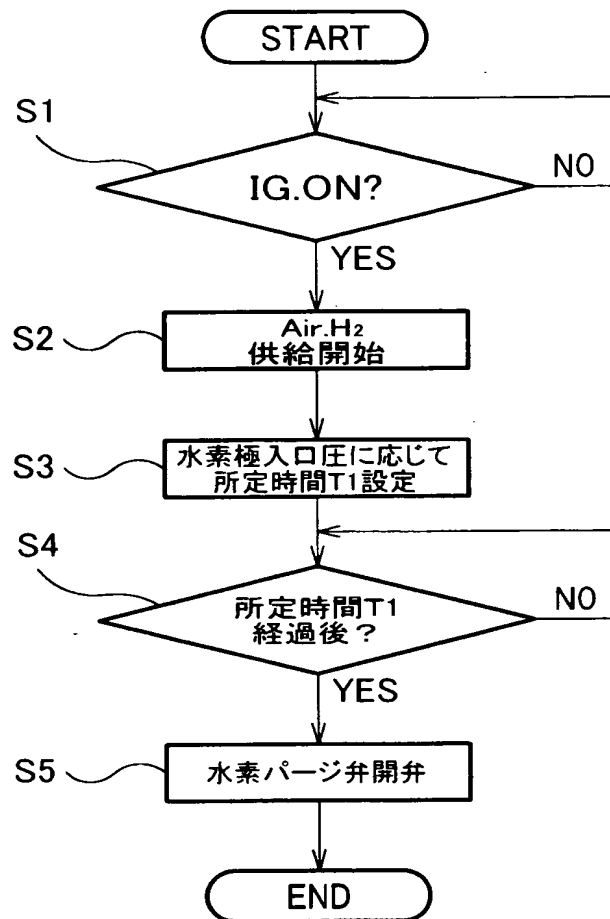 START
S1
IG.ON?
NO
YES
S2
Air.H₂
供給開始
S3
水素極入口圧に応じて
所定時間T1設定
S4
所定時間T1
経過後？
NO
YES
S5
水素パージ弁開弁
END